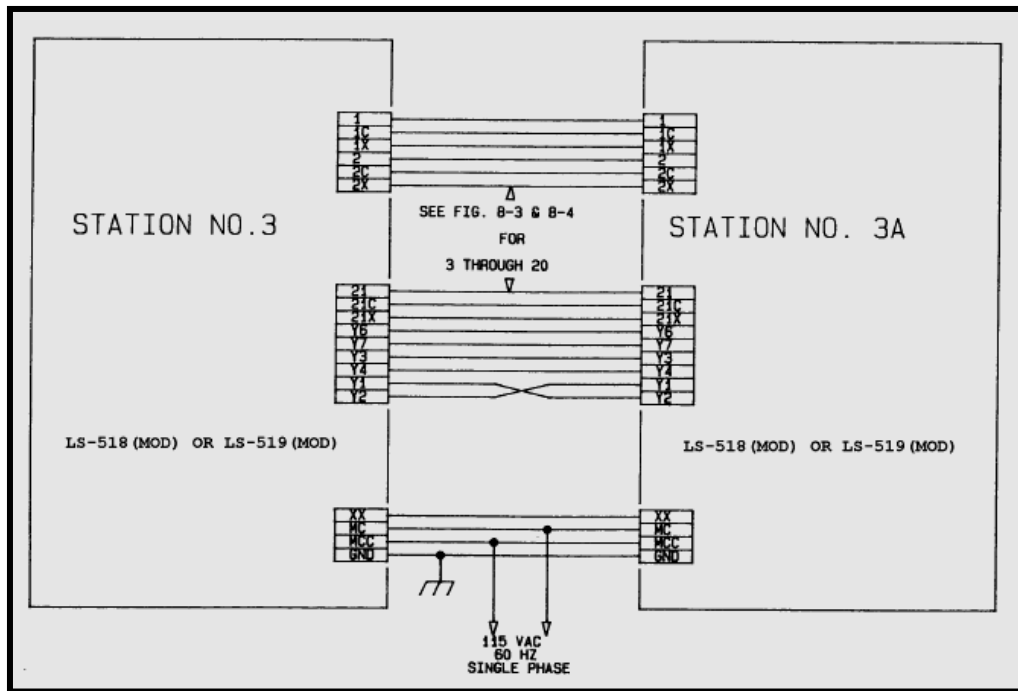 1
1C
1X
2
2C
2X
1
1C
1X
2
2C
2X
STATION NO.3
SEE FIG. 8-3 & 8-4
FOR
3 THROUGH 20
STATION NO. 3A
21
21C
21X
Y6
Y7
Y3
Y4
Y1
Y2
21
21C
21X
Y6
Y7
Y3
Y4
Y1
Y2
LS-518(MOD) OR LS-519(MOD)
LS-518(MOD) OR LS-519(MOD)
XX
MC
MCC
GND
XX
MC
MCC
GND
115 VAC
60 HZ
SINGLE PHASE